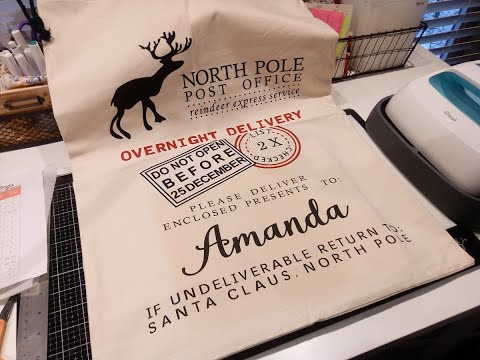 NORTH POLE
POST OFFICE
reindeer express service
OVERNIGHT DELIVERY
DO NOT OPEN
BEFORE
25 DECEMBER
LIST
2X
CHECKED
PLEASE DELIVER
ENCLOSED PRESENTS TO:
Amanda
IF UNDELIVERABLE RETURN TO:
SANTA CLAUS, NORTH POLE